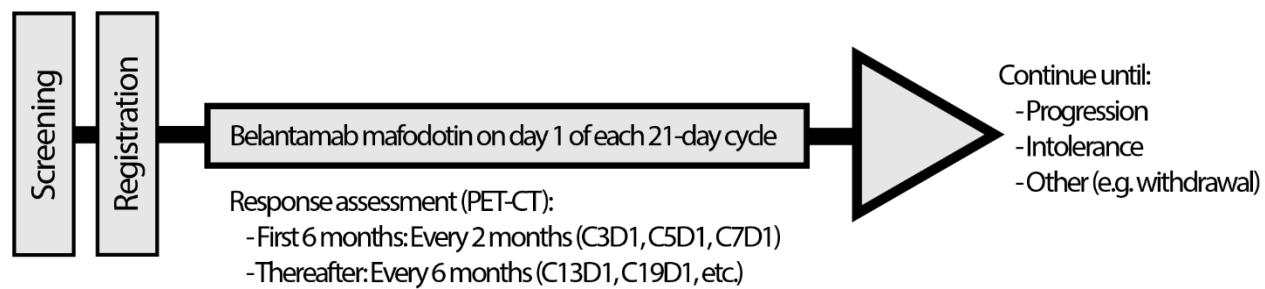 Screening
Registration
Belantamab mafodotin on day 1 of each 21-day cycle
Response assessment (PET-CT):
- First 6 months: Every 2 months (C3D1, C5D1, C7D1)
- Thereafter: Every 6 months (C13D1, C19D1, etc.)
Continue until:
- Progression
- Intolerance
- Other (e.g. withdrawal)